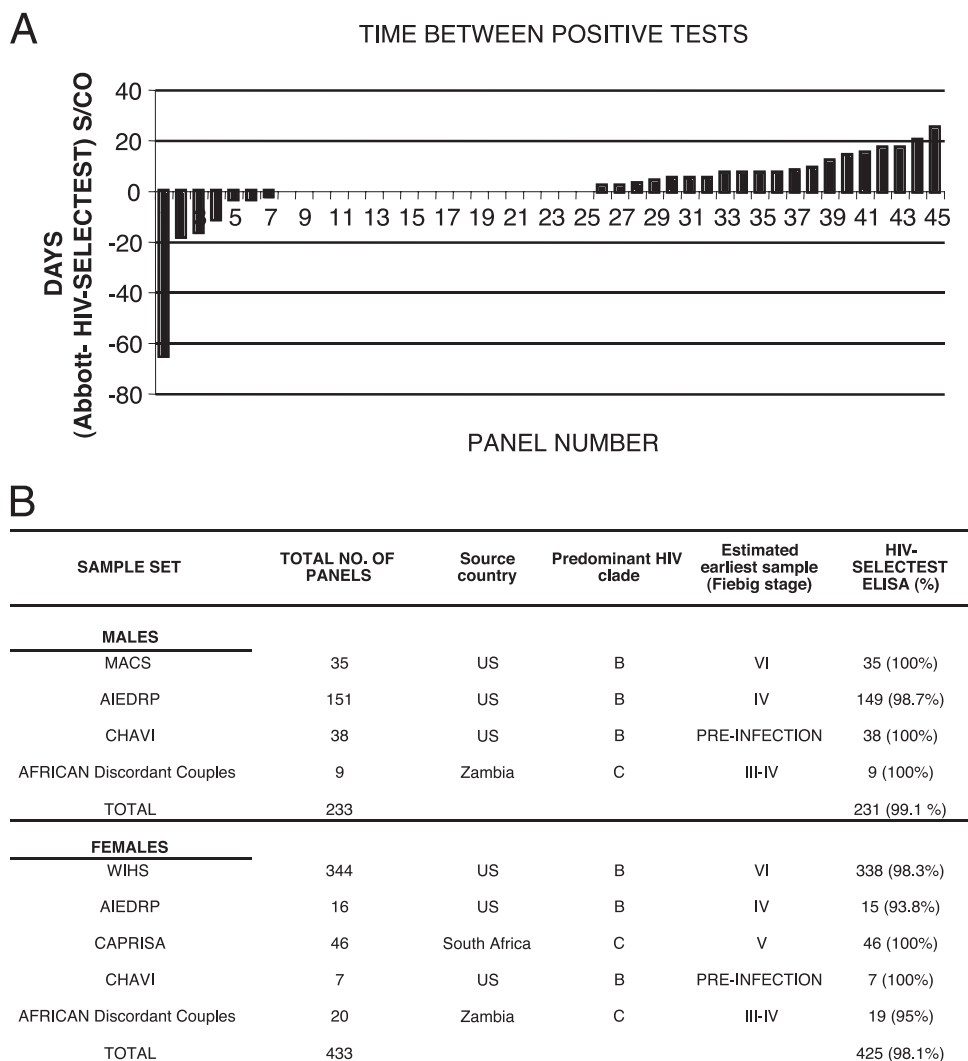 A
TIME BETWEEN POSITIVE TESTS
DAYS
(Abbott- HIV-SELECTEST) S/CO
40
20
0
-20
-40
-60
-80
3 5 7 9 11 13 15 17 19 21 23 25 27 29 31 33 35 37 39 41 43 45
PANEL NUMBER
B
SAMPLE SET TOTAL NO. OF PANELS Source country Predominant HIV clade Estimated earliest sample (Fiebig stage) HIV-SELECTEST ELISA (%)
MALES
MACS 35 US B VI 35 (100%)
AIEDRP 151 US B IV 149 (98.7%)
CHAVI 38 US B PRE-INFECTION 38 (100%)
AFRICAN Discordant Couples 9 Zambia C III-IV 9 (100%)
TOTAL 233 231 (99.1 %)
FEMALES
WIHS 344 US B VI 338 (98.3%)
AIEDRP 16 US B IV 15 (93.8%)
CAPRISA 46 South Africa C V 46 (100%)
CHAVI 7 US B PRE-INFECTION 7 (100%)
AFRICAN Discordant Couples 20 Zambia C III-IV 19 (95%)
TOTAL 433 425 (98.1%)